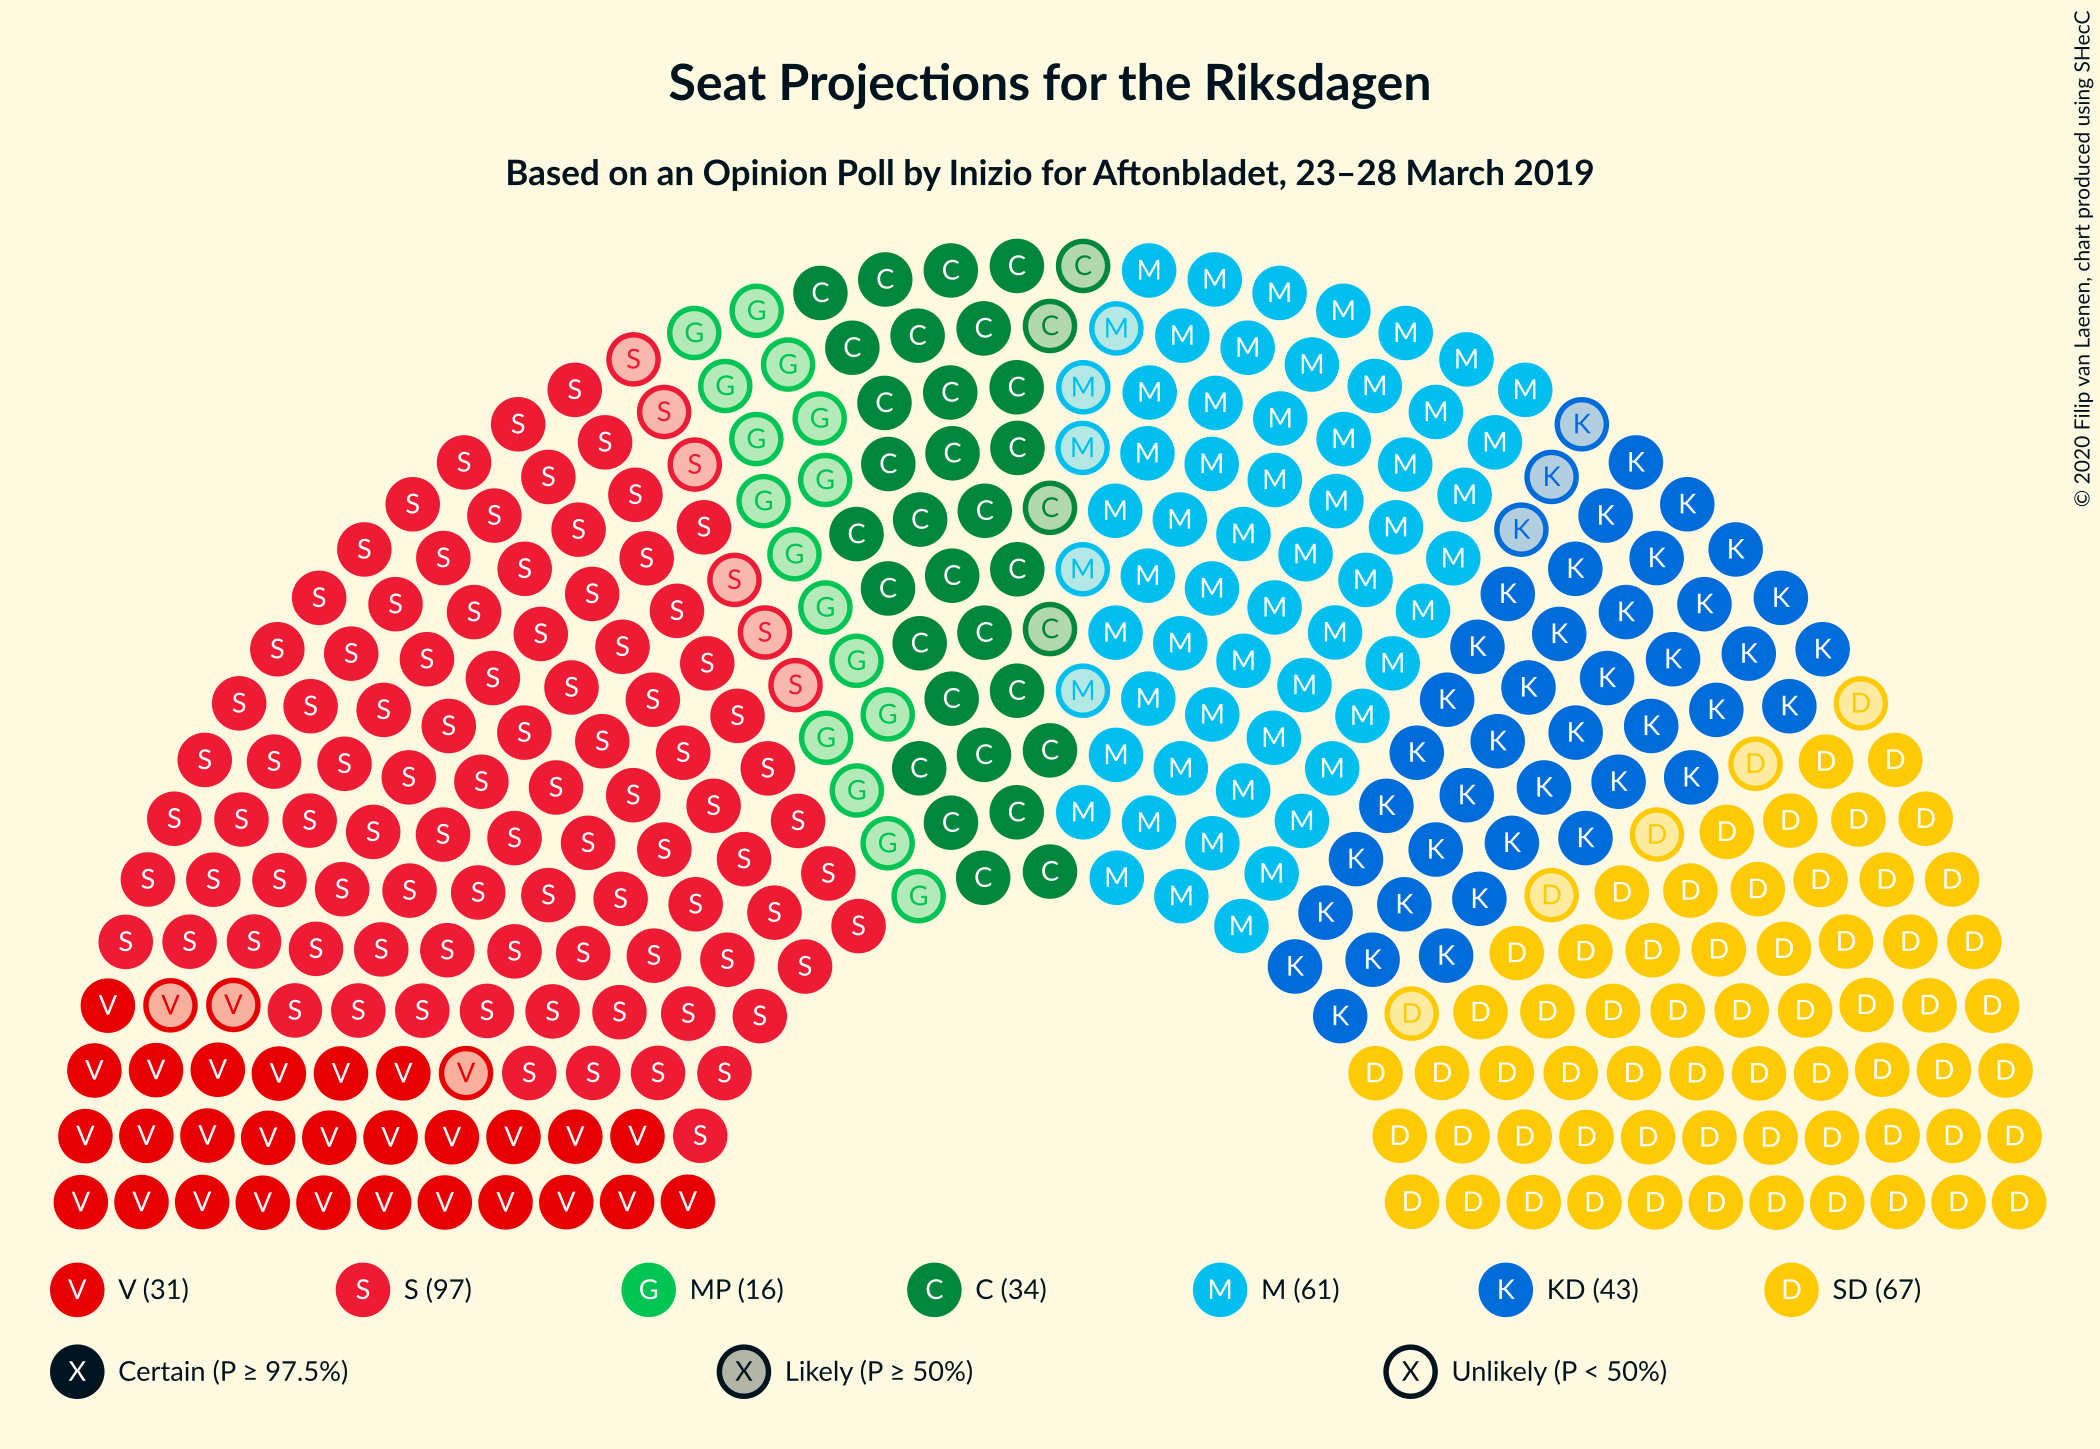 Seat Projections for the Riksdagen
Based on an Opinion Poll by Inizio for Aftonbladet, 23–28 March 2019
© 2020 Filip van Laenen, chart produced using SHecC
V V (31) S S (97) G MP (16) C C (34) M M (61) K KD (43) D SD (67)
X Certain (P ≥ 97.5%) X Likely (P ≥ 50%) X Unlikely (P < 50%)